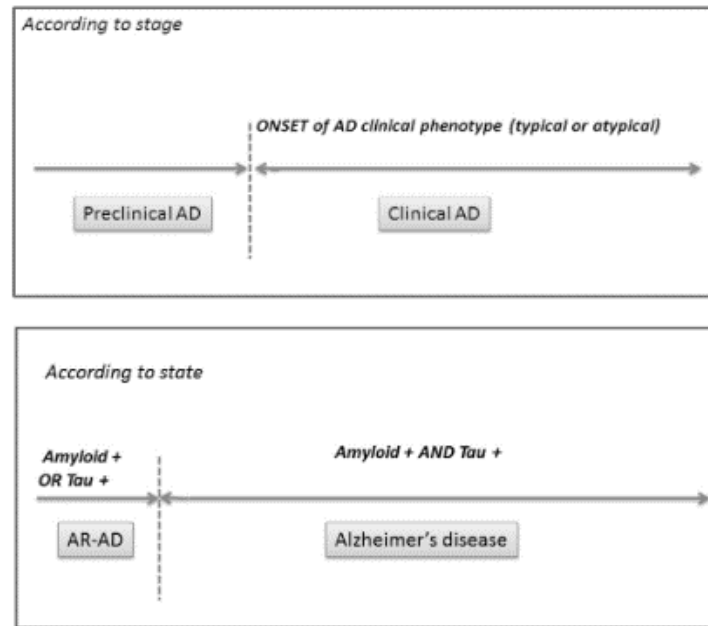 According to stage
ONSET of AD clinical phenotype (typical or atypical)
Preclinical AD
Clinical AD
According to state
Amyloid +
OR Tau +
Amyloid + AND Tau +
AR-AD
Alzheimer's disease